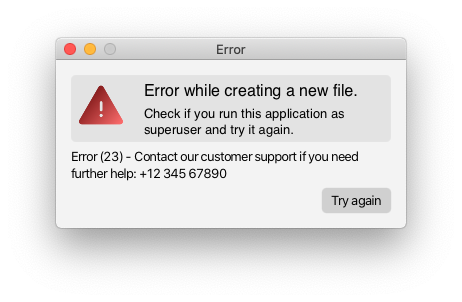 Error
Error while creating a new file.
Check if you run this application as
superuser and try it again.
Error (23) - Contact our customer support if you need
further help: +12 345 67890
Try again